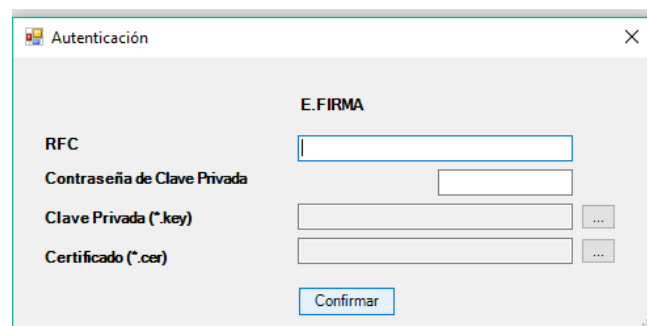 Autenticación
E.FIRMA
RFC
Contraseña de Clave Privada
Clave Privada (*.key)
...
Certificado (*.cer)
...
Confirmar